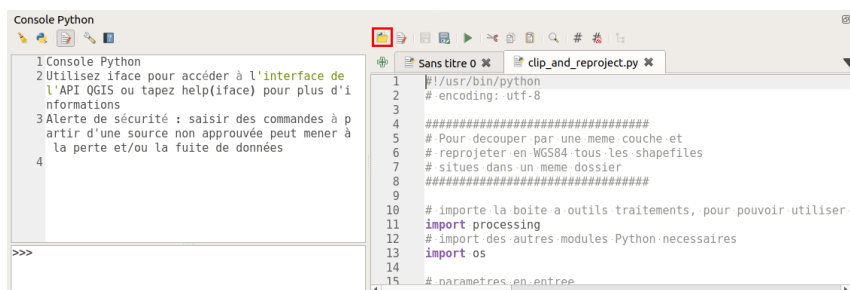 Console Python
1 Console Python
2 Utilisez iface pour accéder à l'interface de
l'API QGIS ou tapez help(iface) pour plus d'i
nformations
3 Alerte de sécurité : saisir des commandes à p
artir d'une source non approuvée peut mener à
la perte et/ou la fuite de données
4
>>>
Sans titre 0
clip_and_reproject.py
1 #!/usr/bin/python
2 # encoding: utf-8
3
4 #################################
5 # Pour decouper par une meme couche et
6 # reprojeter en WGS84 tous les shapefiles
7 # situes dans un meme dossier
8 #################################
9
10 # importe la boite a outils traitements, pour pouvoir utiliser
11 import processing
12 # import des autres modules Python necessaires
13 import os
14
15 # parametres en entree